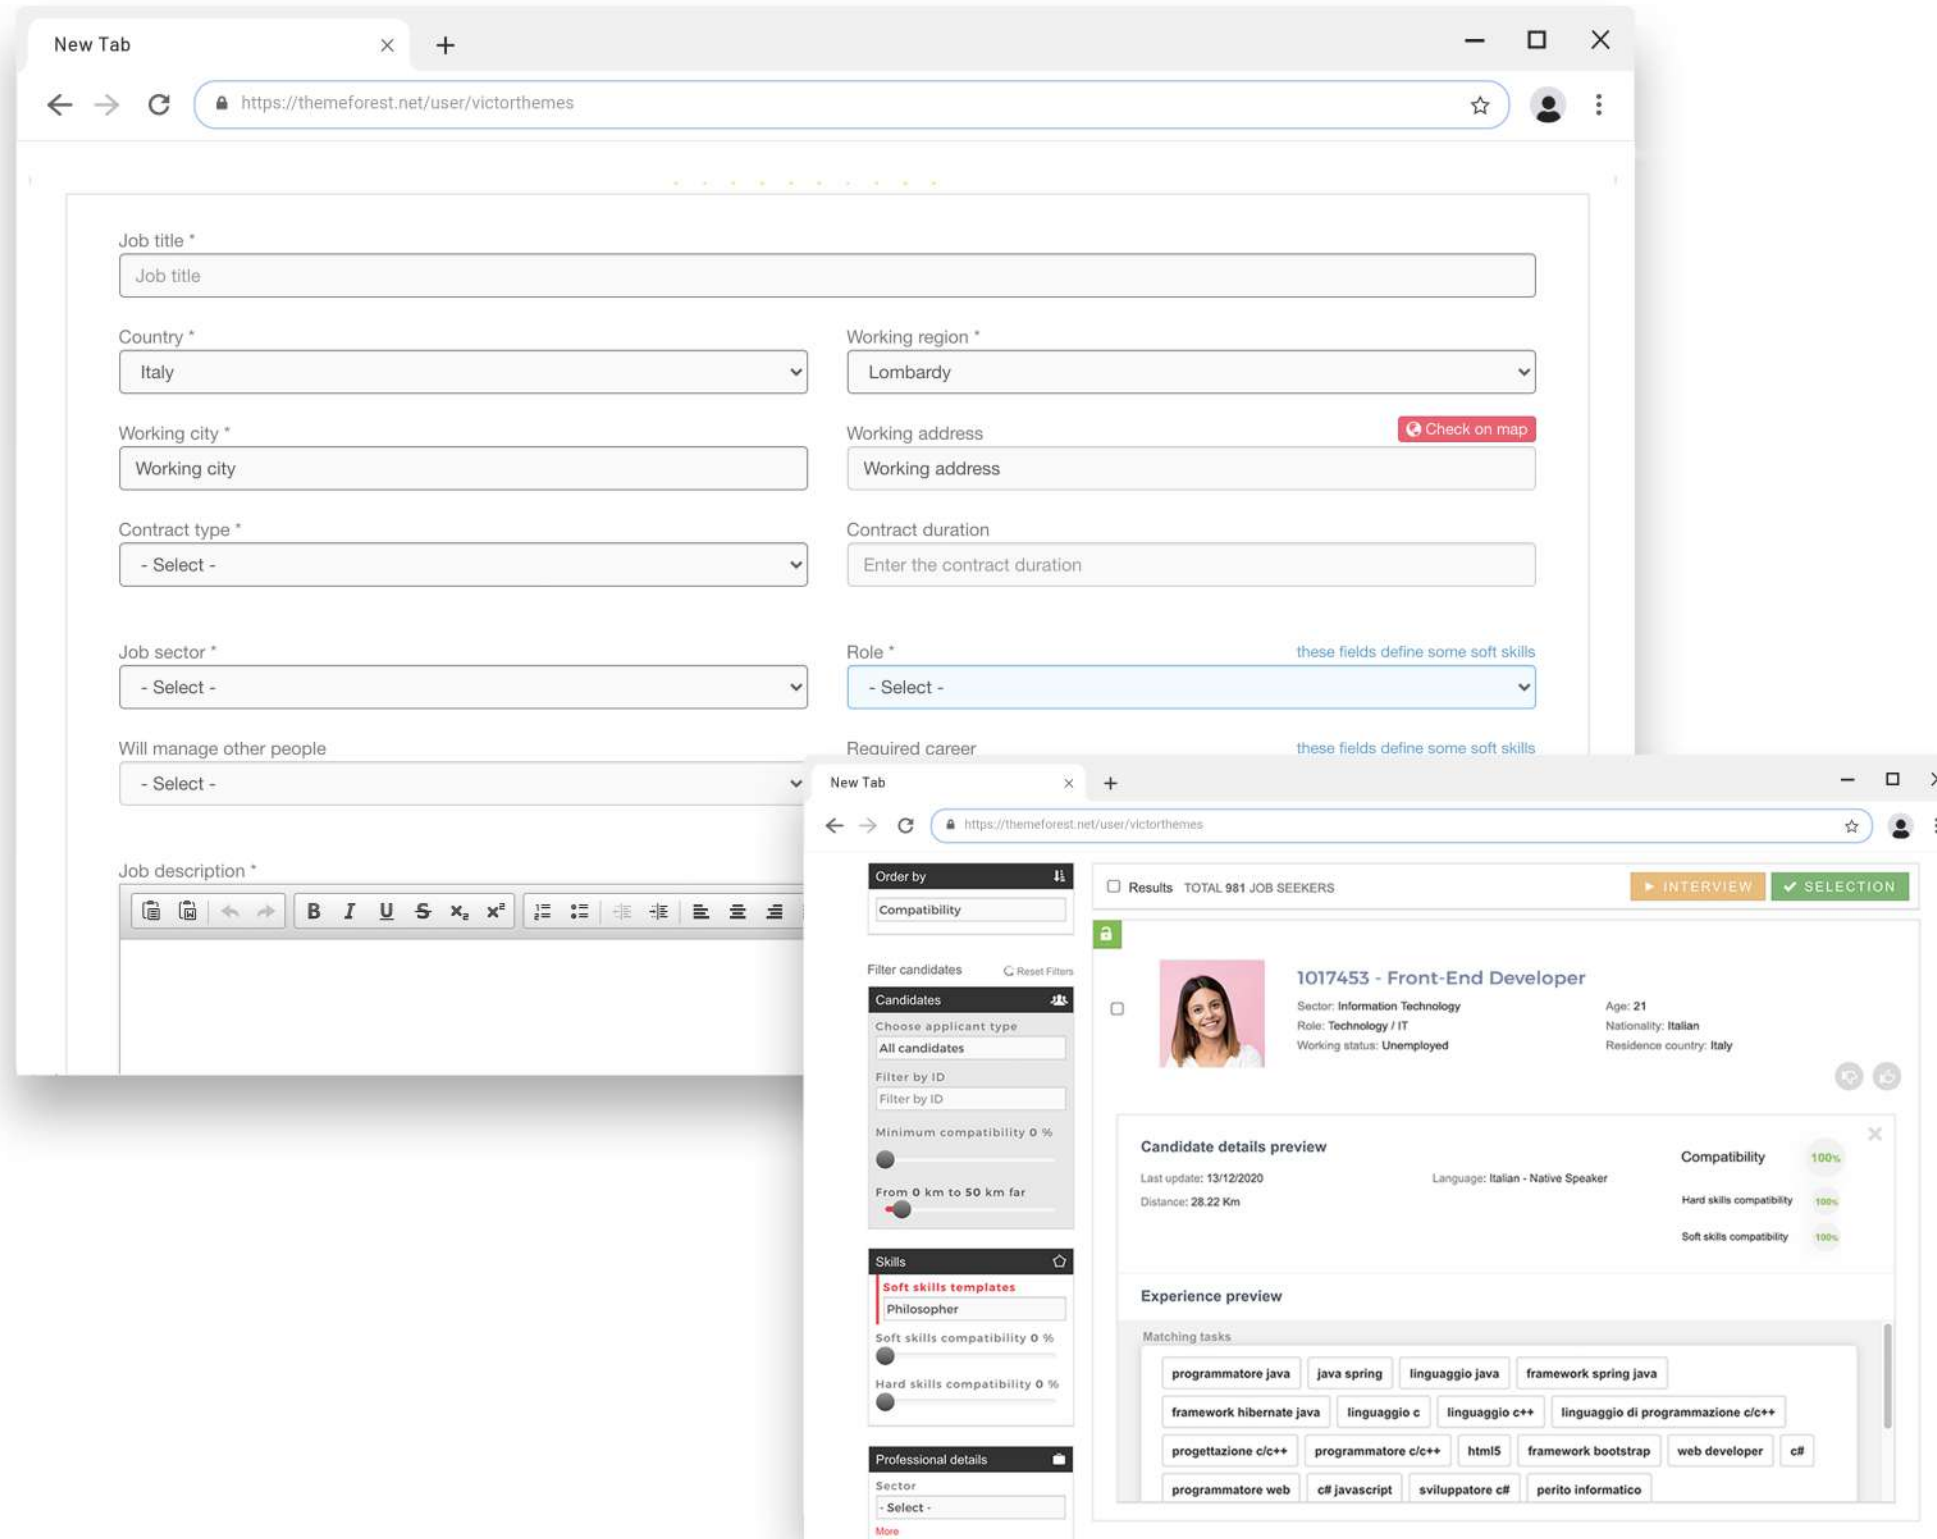 New Tab
https://themeforest.net/user/victorthemes
Job title *
Job title
Country *
Working region *
Italy
Lombardy
Working city *
Working address
Check on map
Working city
Working address
Contract type *
Contract duration
- Select -
Enter the contract duration
Job sector *
Role *
these fields define some soft skills
- Select -
- Select -
Will manage other people
Required career
these fields define some soft skills
- Select -
Job description *
B I U S x₂ x²
New Tab
https://themeforest.net/user/victorthemes
Order by
Compatibility
Filter candidates
Reset Filters
Candidates
Choose applicant type
All candidates
Filter by ID
Filter by ID
Minimum compatibility 0 %
From 0 km to 50 km far
Skills
Soft skills templates
Philosopher
Soft skills compatibility 0 %
Hard skills compatibility 0 %
Professional details
Sector
- Select -
More
Results TOTAL 981 JOB SEEKERS
INTERVIEW
SELECTION
1017453 - Front-End Developer
Sector: Information Technology
Age: 21
Role: Technology / IT
Nationality: Italian
Working status: Unemployed
Residence country: Italy
Candidate details preview
Compatibility 100%
Last update: 13/12/2020
Language: Italian - Native Speaker
Distance: 28.22 Km
Hard skills compatibility 100%
Soft skills compatibility 100%
Experience preview
Matching tasks
programmatore java java spring linguaggio java framework spring java
framework hibernate java linguaggio c linguaggio c++ linguaggio di programmazione c/c++
progettazione c/c++ programmatore c/c++ html5 framework bootstrap web developer c#
programmatore web c# javascript sviluppatore c# perito informatico